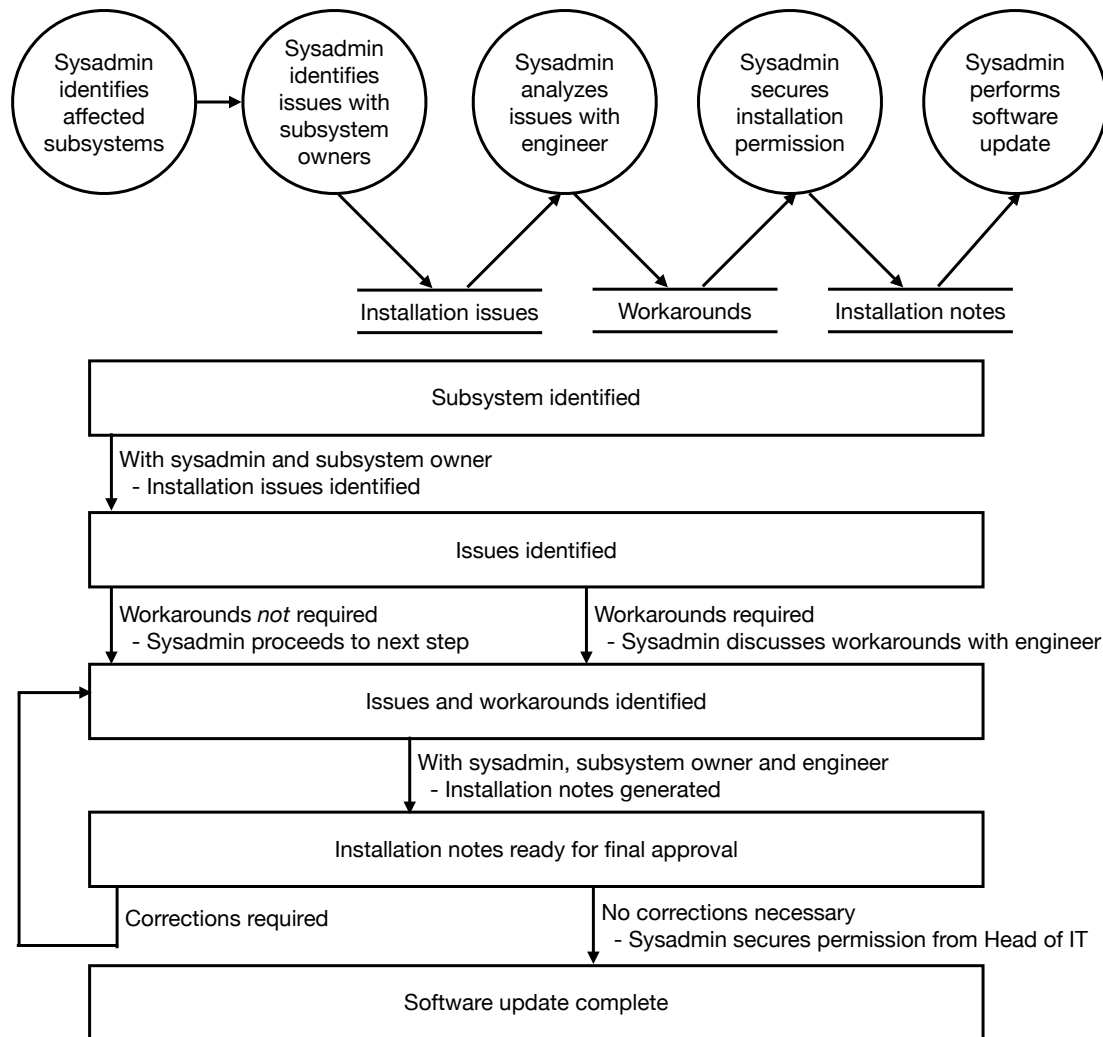 Sysadmin
identifies
affected
subsystems
Sysadmin
identifies
issues with
subsystem
owners
Sysadmin
analyzes
issues with
engineer
Sysadmin
secures
installation
permission
Sysadmin
performs
software
update
Installation issues
Workarounds
Installation notes
Subsystem identified
With sysadmin and subsystem owner
- Installation issues identified
Issues identified
Workarounds not required
- Sysadmin proceeds to next step
Workarounds required
- Sysadmin discusses workarounds with engineer
Issues and workarounds identified
With sysadmin, subsystem owner and engineer
- Installation notes generated
Installation notes ready for final approval
Corrections required
No corrections necessary
- Sysadmin secures permission from Head of IT
Software update complete